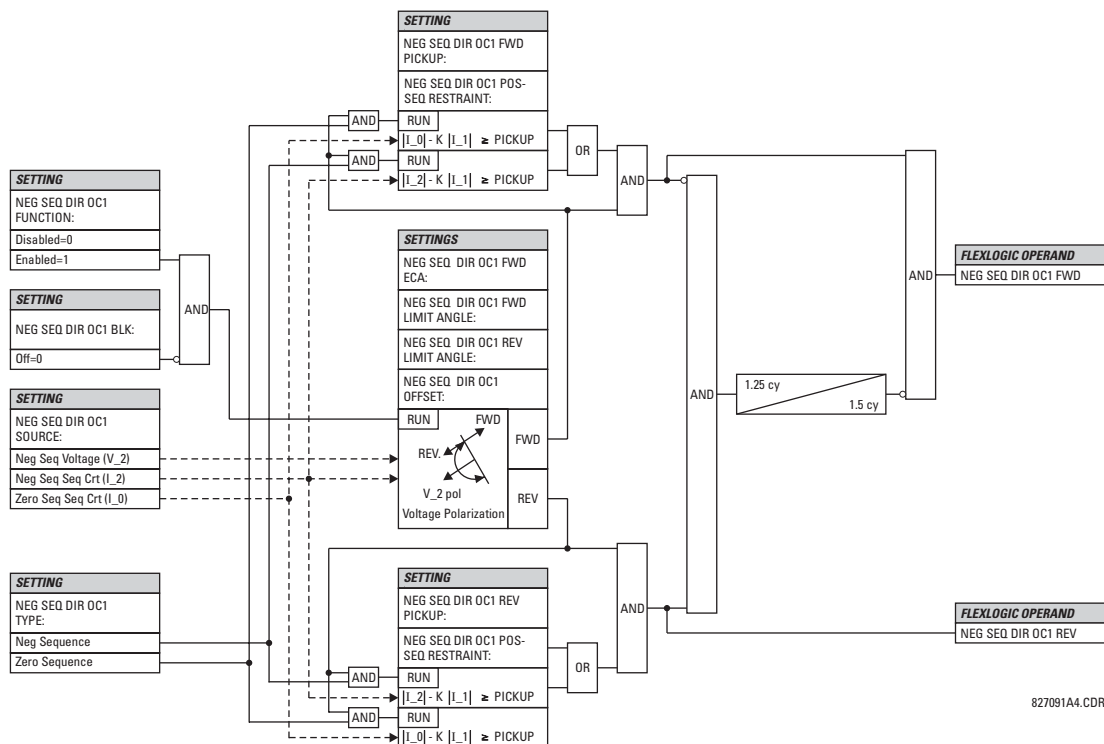 SETTING
NEG SEQ DIR OC1 FWD
PICKUP:
NEG SEQ DIR OC1 POS-
SEQ RESTRAINT:
AND
RUN
|I_0| - K |I_1| ≥ PICKUP
AND
RUN
|I_2| - K |I_1| ≥ PICKUP
OR
AND
SETTING
NEG SEQ DIR OC1
FUNCTION:
Disabled=0
Enabled=1
SETTING
NEG SEQ DIR OC1 BLK:
Off=0
AND
SETTING
NEG SEQ DIR OC1
SOURCE:
Neg Seq Voltage (V_2)
Neg Seq Seq Crt (I_2)
Zero Seq Seq Crt (I_0)
SETTING
NEG SEQ DIR OC1
TYPE:
Neg Sequence
Zero Sequence
SETTINGS
NEG SEQ DIR OC1 FWD
ECA:
NEG SEQ DIR OC1 FWD
LIMIT ANGLE:
NEG SEQ DIR OC1 REV
LIMIT ANGLE:
NEG SEQ DIR OC1
OFFSET:
RUN
FWD
REV.
V_2 pol
Voltage Polarization
FWD
REV
SETTING
NEG SEQ DIR OC1 REV
PICKUP:
NEG SEQ DIR OC1 POS-
SEQ RESTRAINT:
AND
RUN
|I_2| - K |I_1| ≥ PICKUP
AND
RUN
|I_0| - K |I_1| ≥ PICKUP
OR
AND
AND
1.25 cy
1.5 cy
AND
FLEXLOGIC OPERAND
NEG SEQ DIR OC1 FWD
FLEXLOGIC OPERAND
NEG SEQ DIR OC1 REV
827091A4.CDR